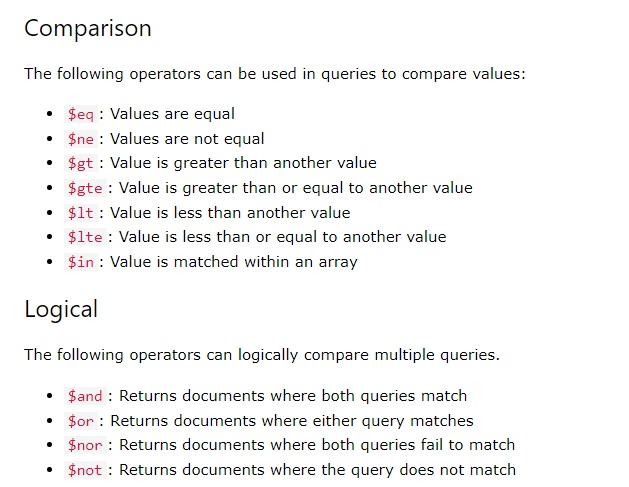 Comparison
The following operators can be used in queries to compare values:
• $eq : Values are equal
• $ne : Values are not equal
• $gt : Value is greater than another value
• $gte : Value is greater than or equal to another value
• $lt : Value is less than another value
• $lte : Value is less than or equal to another value
• $in : Value is matched within an array
Logical
The following operators can logically compare multiple queries.
• $and : Returns documents where both queries match
• $or : Returns documents where either query matches
• $nor : Returns documents where both queries fail to match
• $not : Returns documents where the query does not match